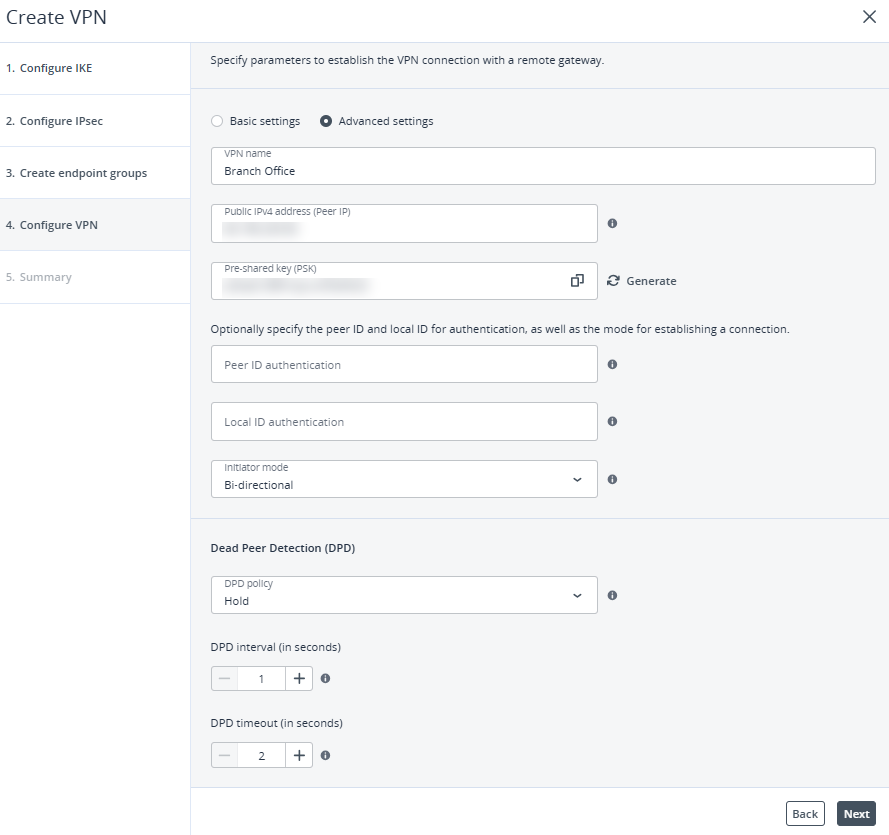 Create VPN
1. Configure IKE
2. Configure IPsec
3. Create endpoint groups
4. Configure VPN
5. Summary
Specify parameters to establish the VPN connection with a remote gateway.
Basic settings
Advanced settings
VPN name
Branch Office
Public IPv4 address (Peer IP)
Pre-shared key (PSK)
Generate
Optionally specify the peer ID and local ID for authentication, as well as the mode for establishing a connection.
Peer ID authentication
Local ID authentication
Initiator mode
Bi-directional
Dead Peer Detection (DPD)
DPD policy
Hold
DPD interval (in seconds)
1
DPD timeout (in seconds)
2
Back
Next